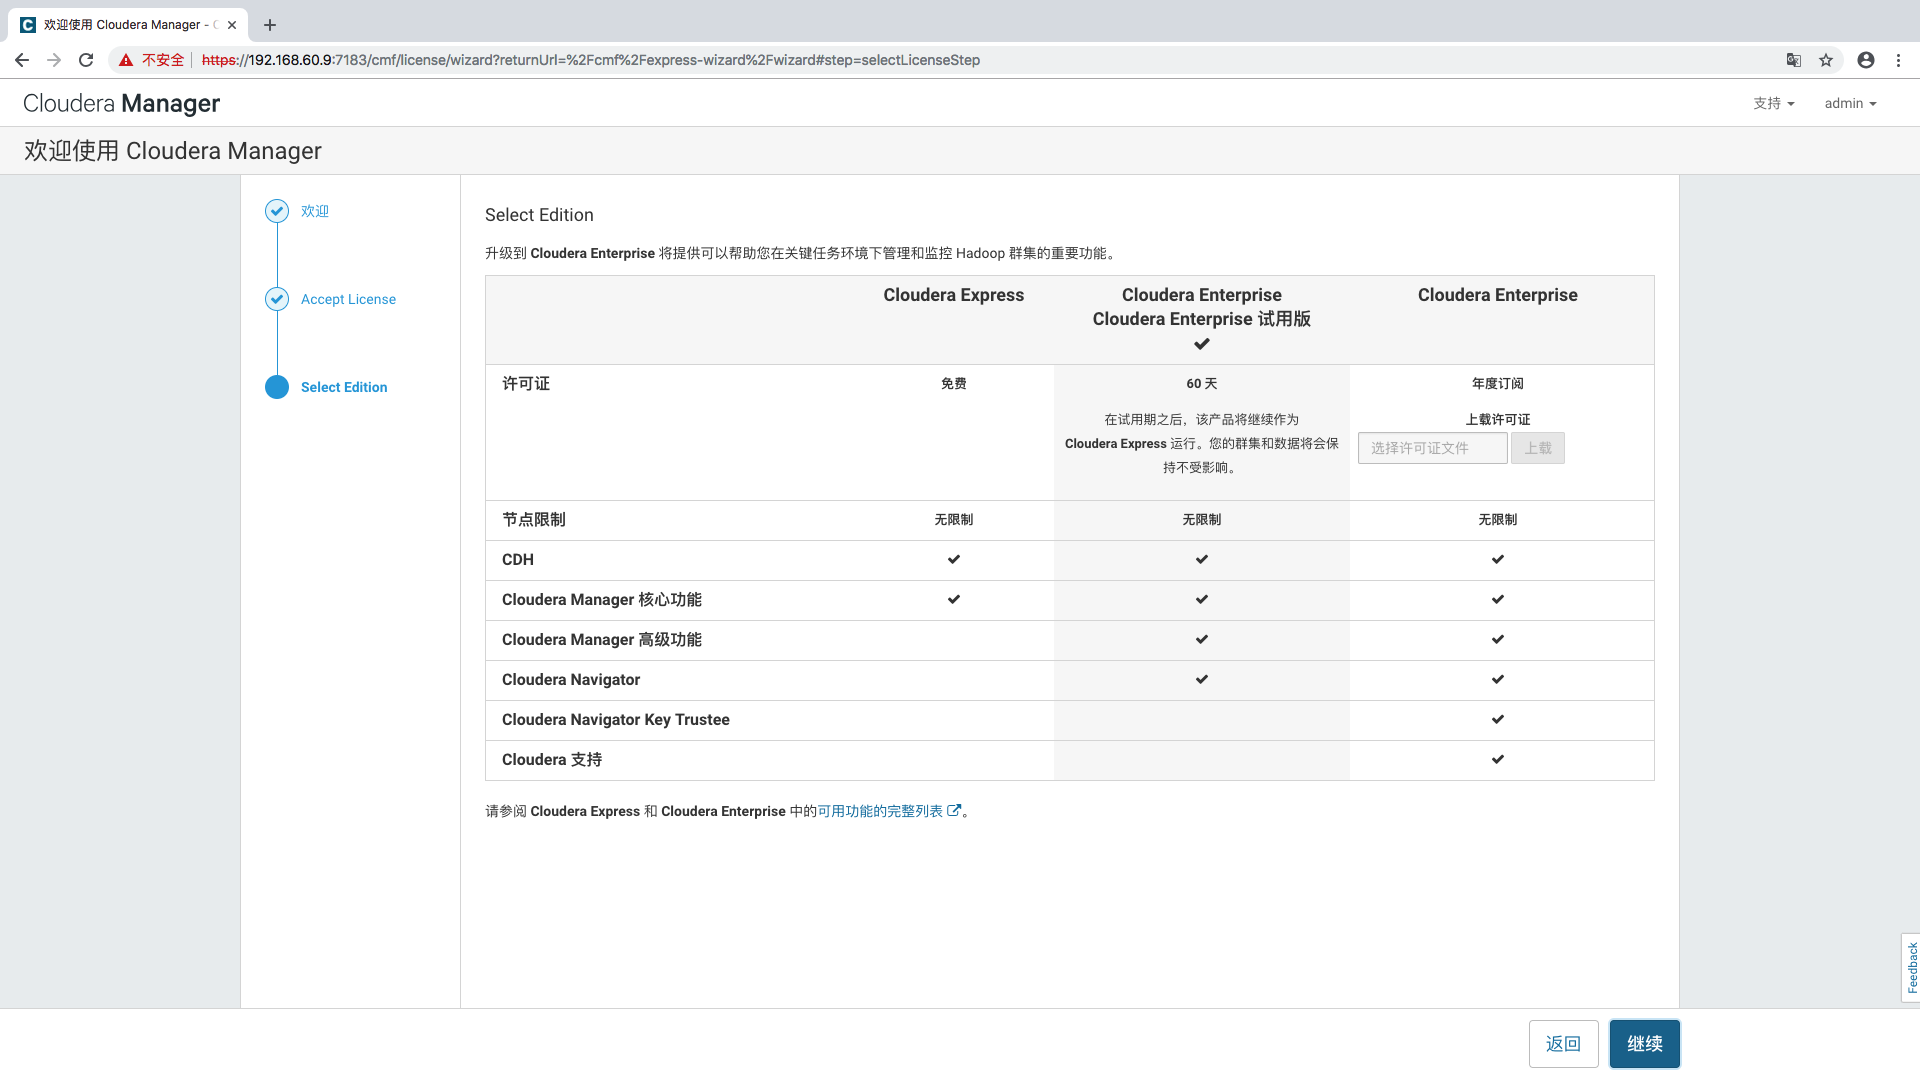 欢迎使用 Cloudera Manager -
不安全
https://192.168.60.9:7183/cmf/license/wizard?returnUrl=%2Fcmf%2Fexpress-wizard%2Fwizard#step=selectLicenseStep
Cloudera Manager
支持
admin
欢迎使用 Cloudera Manager
欢迎
Accept License
Select Edition
Select Edition
升级到 Cloudera Enterprise 将提供可以帮助您在关键任务环境下管理和监控 Hadoop 群集的重要功能。
Cloudera Express
Cloudera Enterprise
Cloudera Enterprise 试用版
Cloudera Enterprise
许可证
免费
60 天
在试用期之后，该产品将继续作为
Cloudera Express 运行。您的群集和数据将会保
持不受影响。
年度订阅
上载许可证
选择许可证文件
上载
节点限制
无限制
无限制
无限制
CDH
Cloudera Manager 核心功能
Cloudera Manager 高级功能
Cloudera Navigator
Cloudera Navigator Key Trustee
Cloudera 支持
请参阅 Cloudera Express 和 Cloudera Enterprise 中的可用功能的完整列表。
Feedback
返回
继续